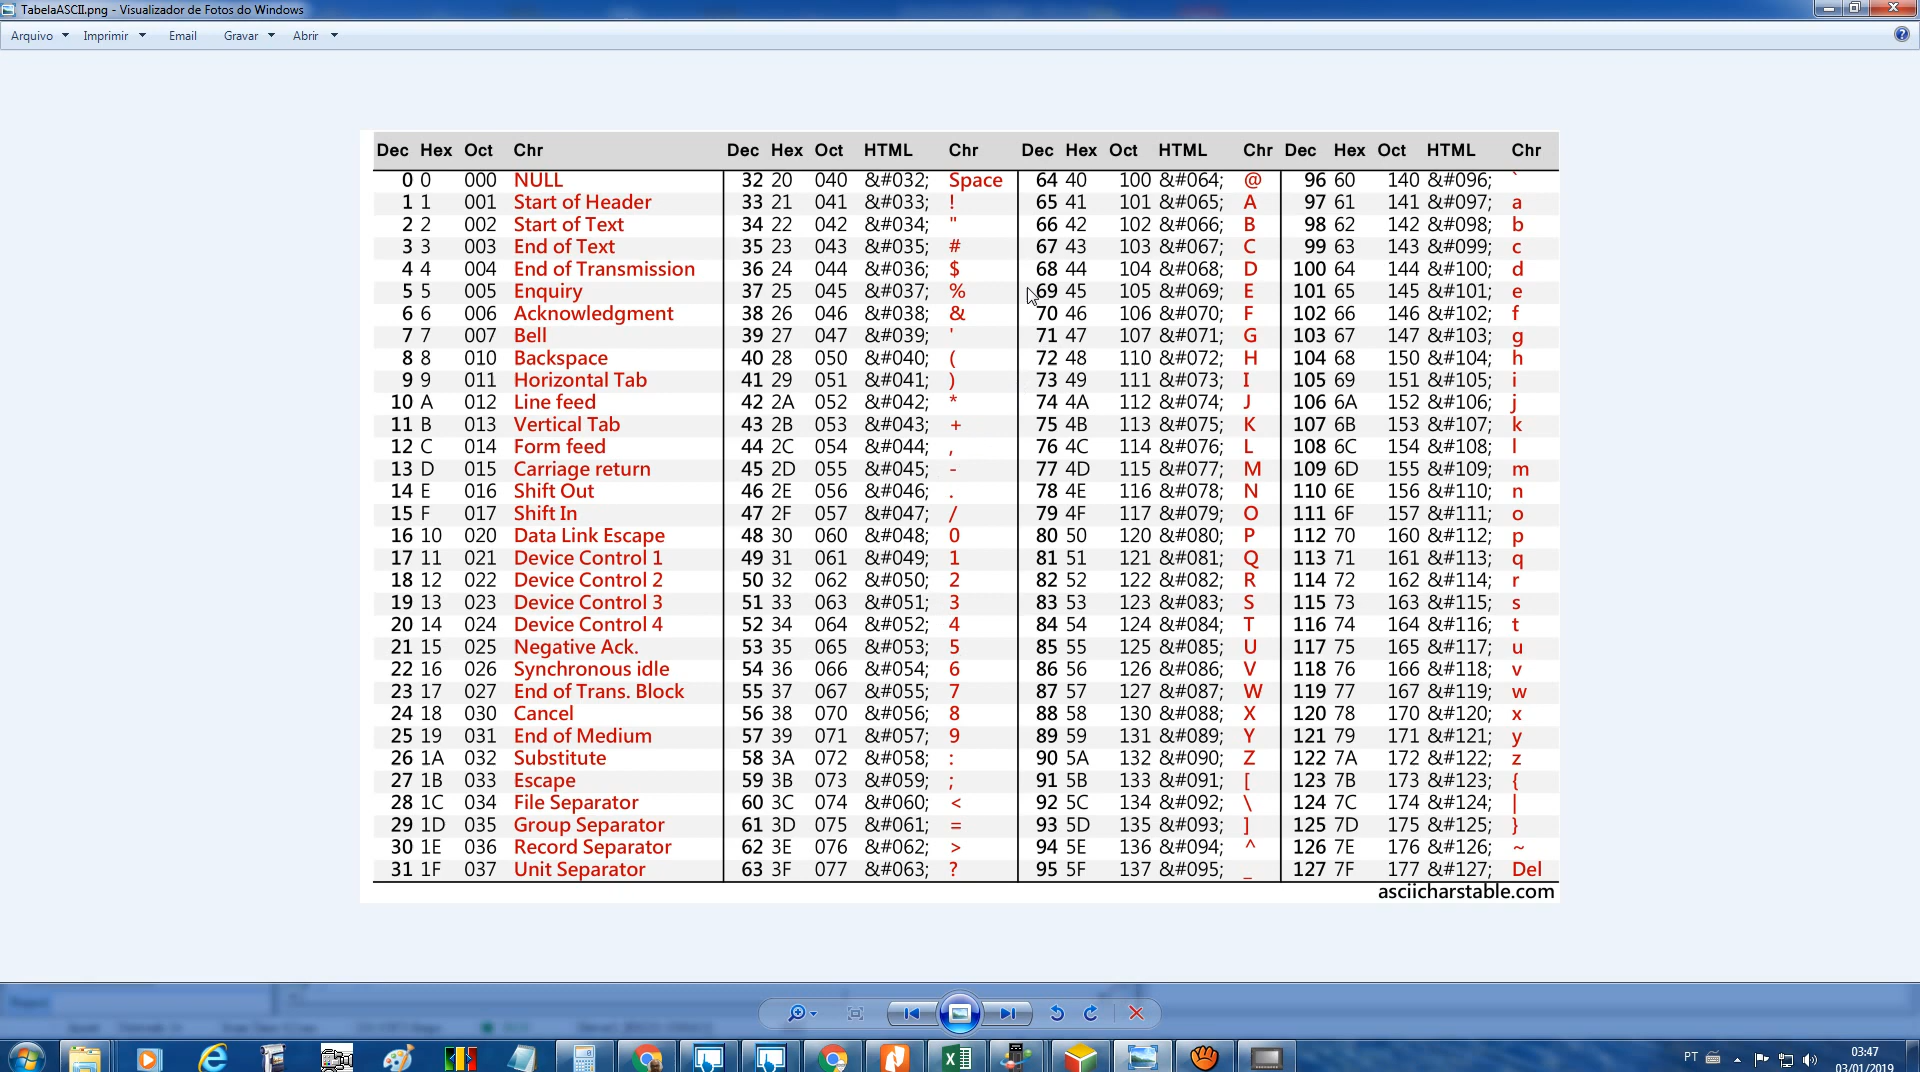 TabelaASCII.png - Visualizador de Fotos do Windows
Arquivo Imprimir Email Gravar Abrir
Dec Hex Oct Chr Dec Hex Oct HTML Chr Dec Hex Oct HTML Chr Dec Hex Oct HTML Chr
0 0 000 NULL 32 20 040 &#032; Space 64 40 100 &#064; @ 96 60 140 &#096; `
1 1 001 Start of Header 33 21 041 &#033; ! 65 41 101 &#065; A 97 61 141 &#097; a
2 2 002 Start of Text 34 22 042 &#034; " 66 42 102 &#066; B 98 62 142 &#098; b
3 3 003 End of Text 35 23 043 &#035; # 67 43 103 &#067; C 99 63 143 &#099; c
4 4 004 End of Transmission 36 24 044 &#036; $ 68 44 104 &#068; D 100 64 144 &#100; d
5 5 005 Enquiry 37 25 045 &#037; % 69 45 105 &#069; E 101 65 145 &#101; e
6 6 006 Acknowledgment 38 26 046 &#038; & 70 46 106 &#070; F 102 66 146 &#102; f
7 7 007 Bell 39 27 047 &#039; ' 71 47 107 &#071; G 103 67 147 &#103; g
8 8 010 Backspace 40 28 050 &#040; ( 72 48 110 &#072; H 104 68 150 &#104; h
9 9 011 Horizontal Tab 41 29 051 &#041; ) 73 49 111 &#073; I 105 69 151 &#105; i
10 A 012 Line feed 42 2A 052 &#042; * 74 4A 112 &#074; J 106 6A 152 &#106; j
11 B 013 Vertical Tab 43 2B 053 &#043; + 75 4B 113 &#075; K 107 6B 153 &#107; k
12 C 014 Form feed 44 2C 054 &#044; , 76 4C 114 &#076; L 108 6C 154 &#108; l
13 D 015 Carriage return 45 2D 055 &#045; - 77 4D 115 &#077; M 109 6D 155 &#109; m
14 E 016 Shift Out 46 2E 056 &#046; . 78 4E 116 &#078; N 110 6E 156 &#110; n
15 F 017 Shift In 47 2F 057 &#047; / 79 4F 117 &#079; O 111 6F 157 &#111; o
16 10 020 Data Link Escape 48 30 060 &#048; 0 80 50 120 &#080; P 112 70 160 &#112; p
17 11 021 Device Control 1 49 31 061 &#049; 1 81 51 121 &#081; Q 113 71 161 &#113; q
18 12 022 Device Control 2 50 32 062 &#050; 2 82 52 122 &#082; R 114 72 162 &#114; r
19 13 023 Device Control 3 51 33 063 &#051; 3 83 53 123 &#083; S 115 73 163 &#115; s
20 14 024 Device Control 4 52 34 064 &#052; 4 84 54 124 &#084; T 116 74 164 &#116; t
21 15 025 Negative Ack. 53 35 065 &#053; 5 85 55 125 &#085; U 117 75 165 &#117; u
22 16 026 Synchronous idle 54 36 066 &#054; 6 86 56 126 &#086; V 118 76 166 &#118; v
23 17 027 End of Trans. Block 55 37 067 &#055; 7 87 57 127 &#087; W 119 77 167 &#119; w
24 18 030 Cancel 56 38 070 &#056; 8 88 58 130 &#088; X 120 78 170 &#120; x
25 19 031 End of Medium 57 39 071 &#057; 9 89 59 131 &#089; Y 121 79 171 &#121; y
26 1A 032 Substitute 58 3A 072 &#058; : 90 5A 132 &#090; Z 122 7A 172 &#122; z
27 1B 033 Escape 59 3B 073 &#059; ; 91 5B 133 &#091; [ 123 7B 173 &#123; {
28 1C 034 File Separator 60 3C 074 &#060; < 92 5C 134 &#092; \ 124 7C 174 &#124; |
29 1D 035 Group Separator 61 3D 075 &#061; = 93 5D 135 &#093; ] 125 7D 175 &#125; }
30 1E 036 Record Separator 62 3E 076 &#062; > 94 5E 136 &#094; ^ 126 7E 176 &#126; ~
31 1F 037 Unit Separator 63 3F 077 &#063; ? 95 5F 137 &#095; _ 127 7F 177 &#127; Del
asciicharstable.com
PT 03:47
03/01/2019